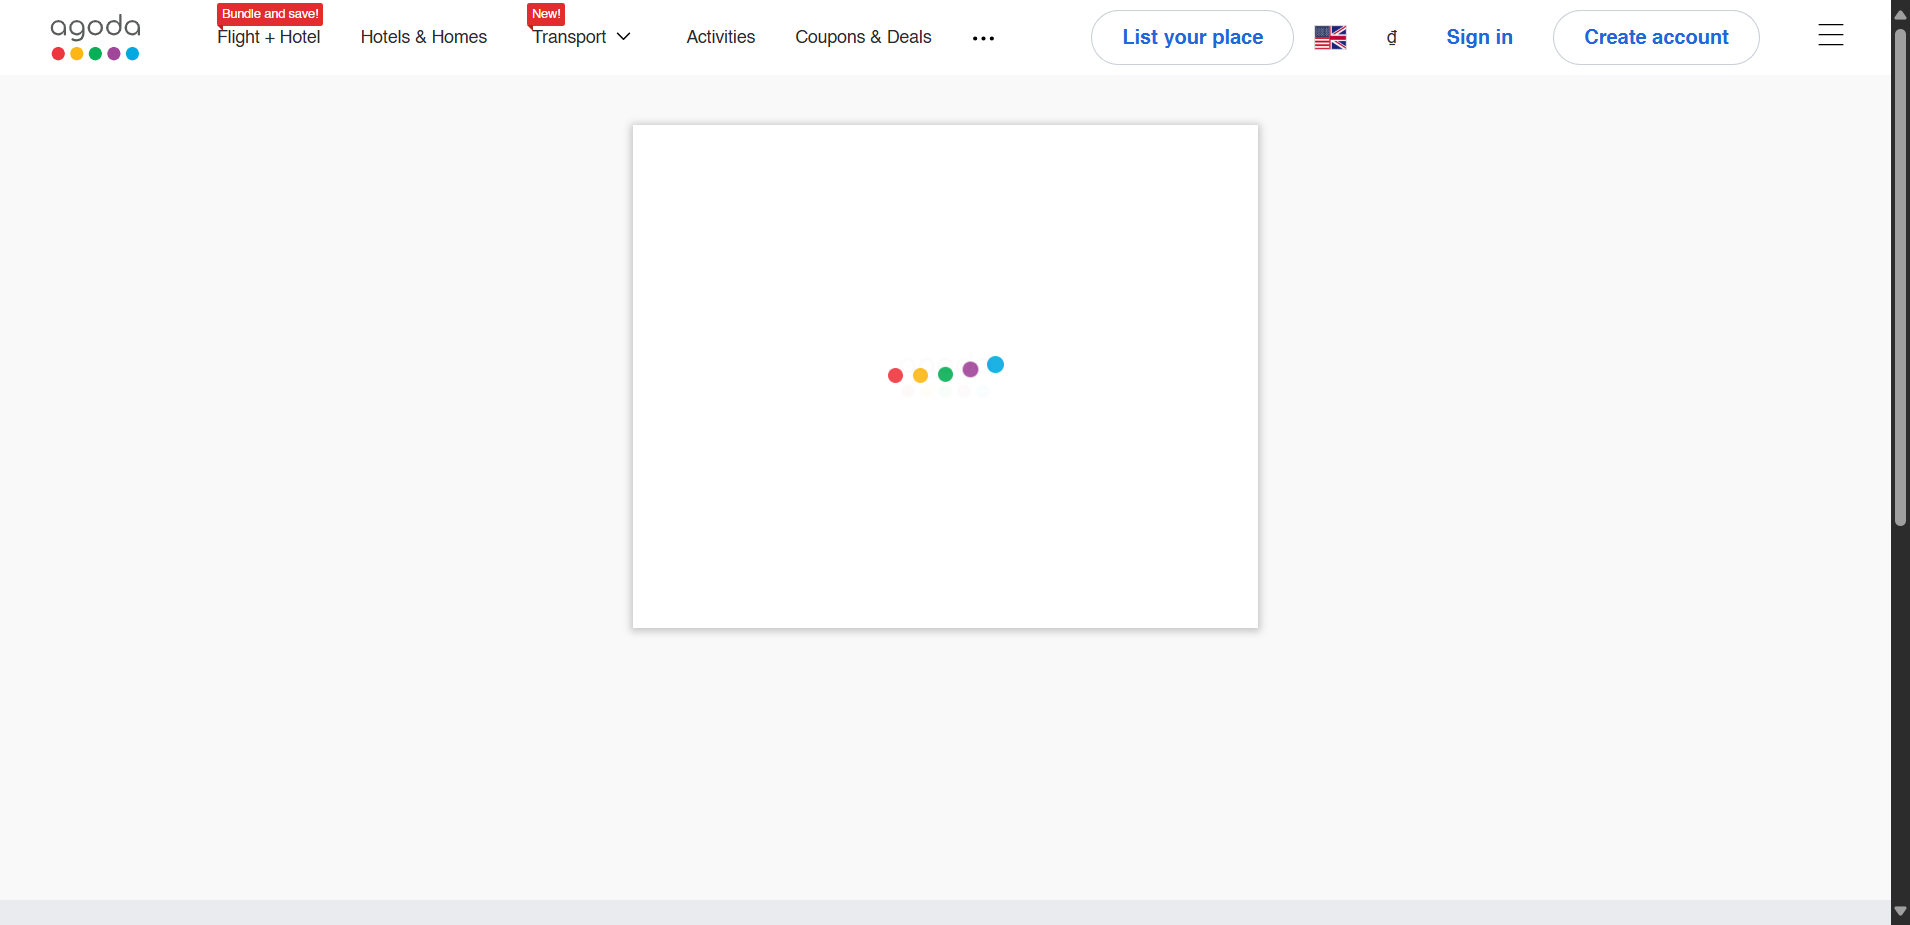 agoda
Bundle and save!
Flight + Hotel
Hotels & Homes
New!
Transport
Activities
Coupons & Deals
•••
List your place
₫
Sign in
Create account